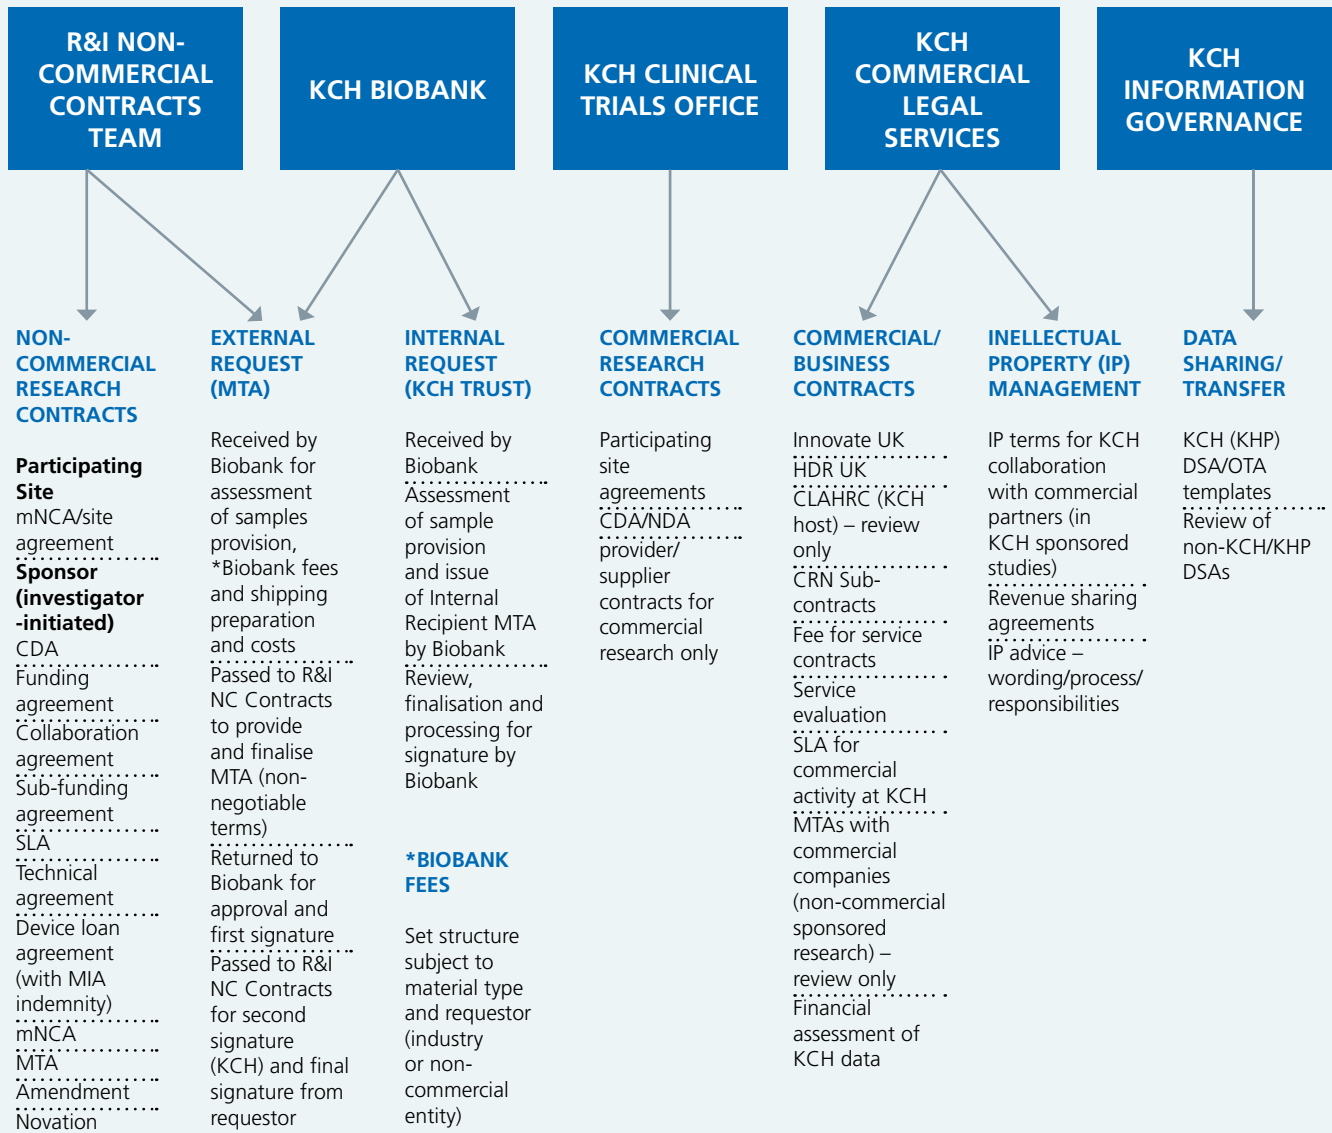 R&I NON-
COMMERCIAL
CONTRACTS
TEAM
KCH BIOBANK
KCH CLINICAL
TRIALS OFFICE
KCH
COMMERCIAL
LEGAL
SERVICES
KCH
INFORMATION
GOVERNANCE
NON-
COMMERCIAL
RESEARCH
CONTRACTS
Participating
Site
mNCA/site
agreement
Sponsor
(investigator
-initiated)
CDA
Funding
agreement
Collaboration
agreement
Sub-funding
agreement
SLA
Technical
agreement
Device loan
agreement
(with MIA
indemnity)
mNCA
MTA
Amendment
Novation
EXTERNAL
REQUEST
(MTA)
Received by
Biobank for
assessment
of samples
provision,
*Biobank fees
and shipping
preparation
and costs
Passed to R&I
NC Contracts
to provide
and finalise
MTA (non-
negotiable
terms)
Returned to
Biobank for
approval and
first signature
Passed to R&I
NC Contracts
for second
signature
(KCH) and final
signature from
requestor
INTERNAL
REQUEST
(KCH TRUST)
Received by
Biobank
Assessment
of sample
provision
and issue
of Internal
Recipient MTA
by Biobank
Review,
finalisation and
processing for
signature by
Biobank
*BIOBANK
FEES
Set structure
subject to
material type
and requestor
(industry
or non-
commercial
entity)
COMMERCIAL
RESEARCH
CONTRACTS
Participating
site
agreements
CDA/NDA
provider/
supplier
contracts for
commercial
research only
COMMERCIAL/
BUSINESS
CONTRACTS
Innovate UK
HDR UK
CLAHRC (KCH
host) – review
only
CRN Sub-
contracts
Fee for service
contracts
Service
evaluation
SLA for
commercial
activity at KCH
MTAs with
commercial
companies
(non-commercial
sponsored
research) –
review only
Financial
assessment of
KCH data
INELLECTUAL
PROPERTY (IP)
MANAGEMENT
IP terms for KCH
collaboration
with commercial
partners (in
KCH sponsored
studies)
Revenue sharing
agreements
IP advice –
wording/process/
responsibilities
DATA
SHARING/
TRANSFER
KCH (KHP)
DSA/OTA
templates
Review of
non-KCH/KHP
DSAs